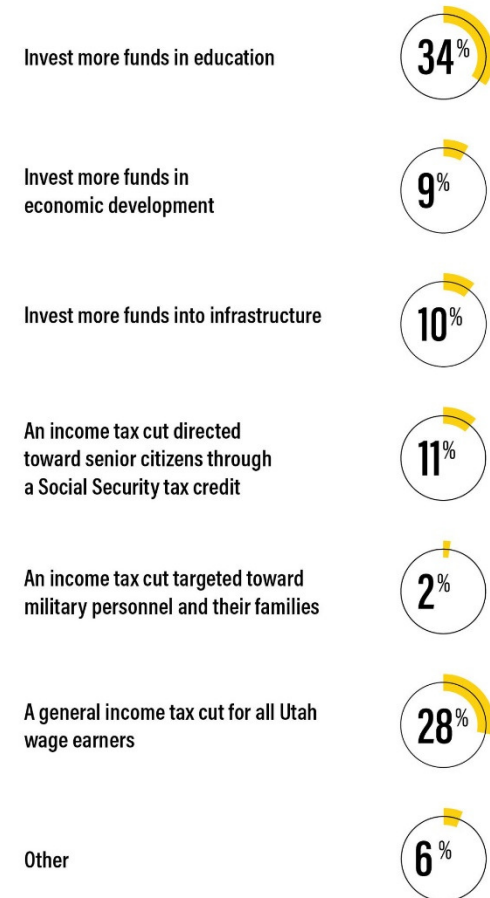 Invest more funds in education
34%
Invest more funds in
economic development
9%
Invest more funds into infrastructure
10%
An income tax cut directed
toward senior citizens through
a Social Security tax credit
11%
An income tax cut targeted toward
military personnel and their families
2%
A general income tax cut for all Utah
wage earners
28%
Other
6 %